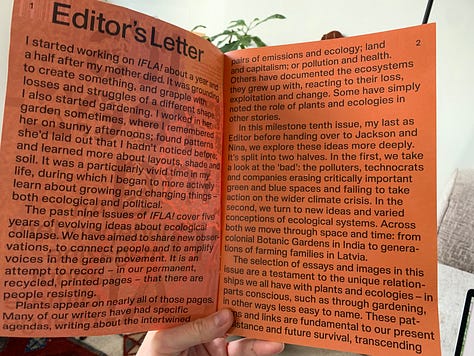 1
Editor's Letter
I started working on IFLA! about a year and
a half after my mother died. It was grounding
to create something, and grapple with
losses and struggles of a different shape.
I also started gardening. I worked in her
garden sometimes, where I remembered
her on sunny afternoons; found patterns
she'd laid out that I hadn't noticed before;
and learned more about layouts, shade and
soil. It was a particularly vivid time in my
life, during which I began to more actively
learn about growing and changing things –
both ecological and political.
The past nine issues of IFLA! cover five
years of evolving ideas about ecological
collapse. We have aimed to share new obser-
vations, to connect people and to amplify
voices in the green movement. It is an
attempt to record – in our permanent,
recycled, printed pages – that there are
people resisting.
Plants appear on nearly all of those pages.
Many of our writers have had specific
agendas, writing about the intertwined
2
pairs of emissions and ecology; land
and capitalism; or pollution and health.
Others have documented the ecosystems
they grew up with, reacting to their loss,
exploitation and change. Some have simply
noted the role of plants and ecologies in
other stories.
In this milestone tenth issue, my last as
Editor before handing over to Jackson and
Nina, we explore these ideas more deeply.
It's split into two halves. In the first, we take
a look at the 'bad': the polluters, technocrats
and companies erasing critically important
green and blue spaces and failing to take
action on the wider climate crisis. In the
second, we turn to new ideas and varied
conceptions of ecological systems. Across
both we move through space and time: from
colonial Botanic Gardens in India to genera-
tions of farming families in Latvia.
The selection of essays and images in this
issue are a testament to the unique relation-
ships we all have with plants and ecologies – in
parts conscious, such as through gardening,
in other ways less easy to name. These pat-
and links are fundamental to our present
and future survival, transcending